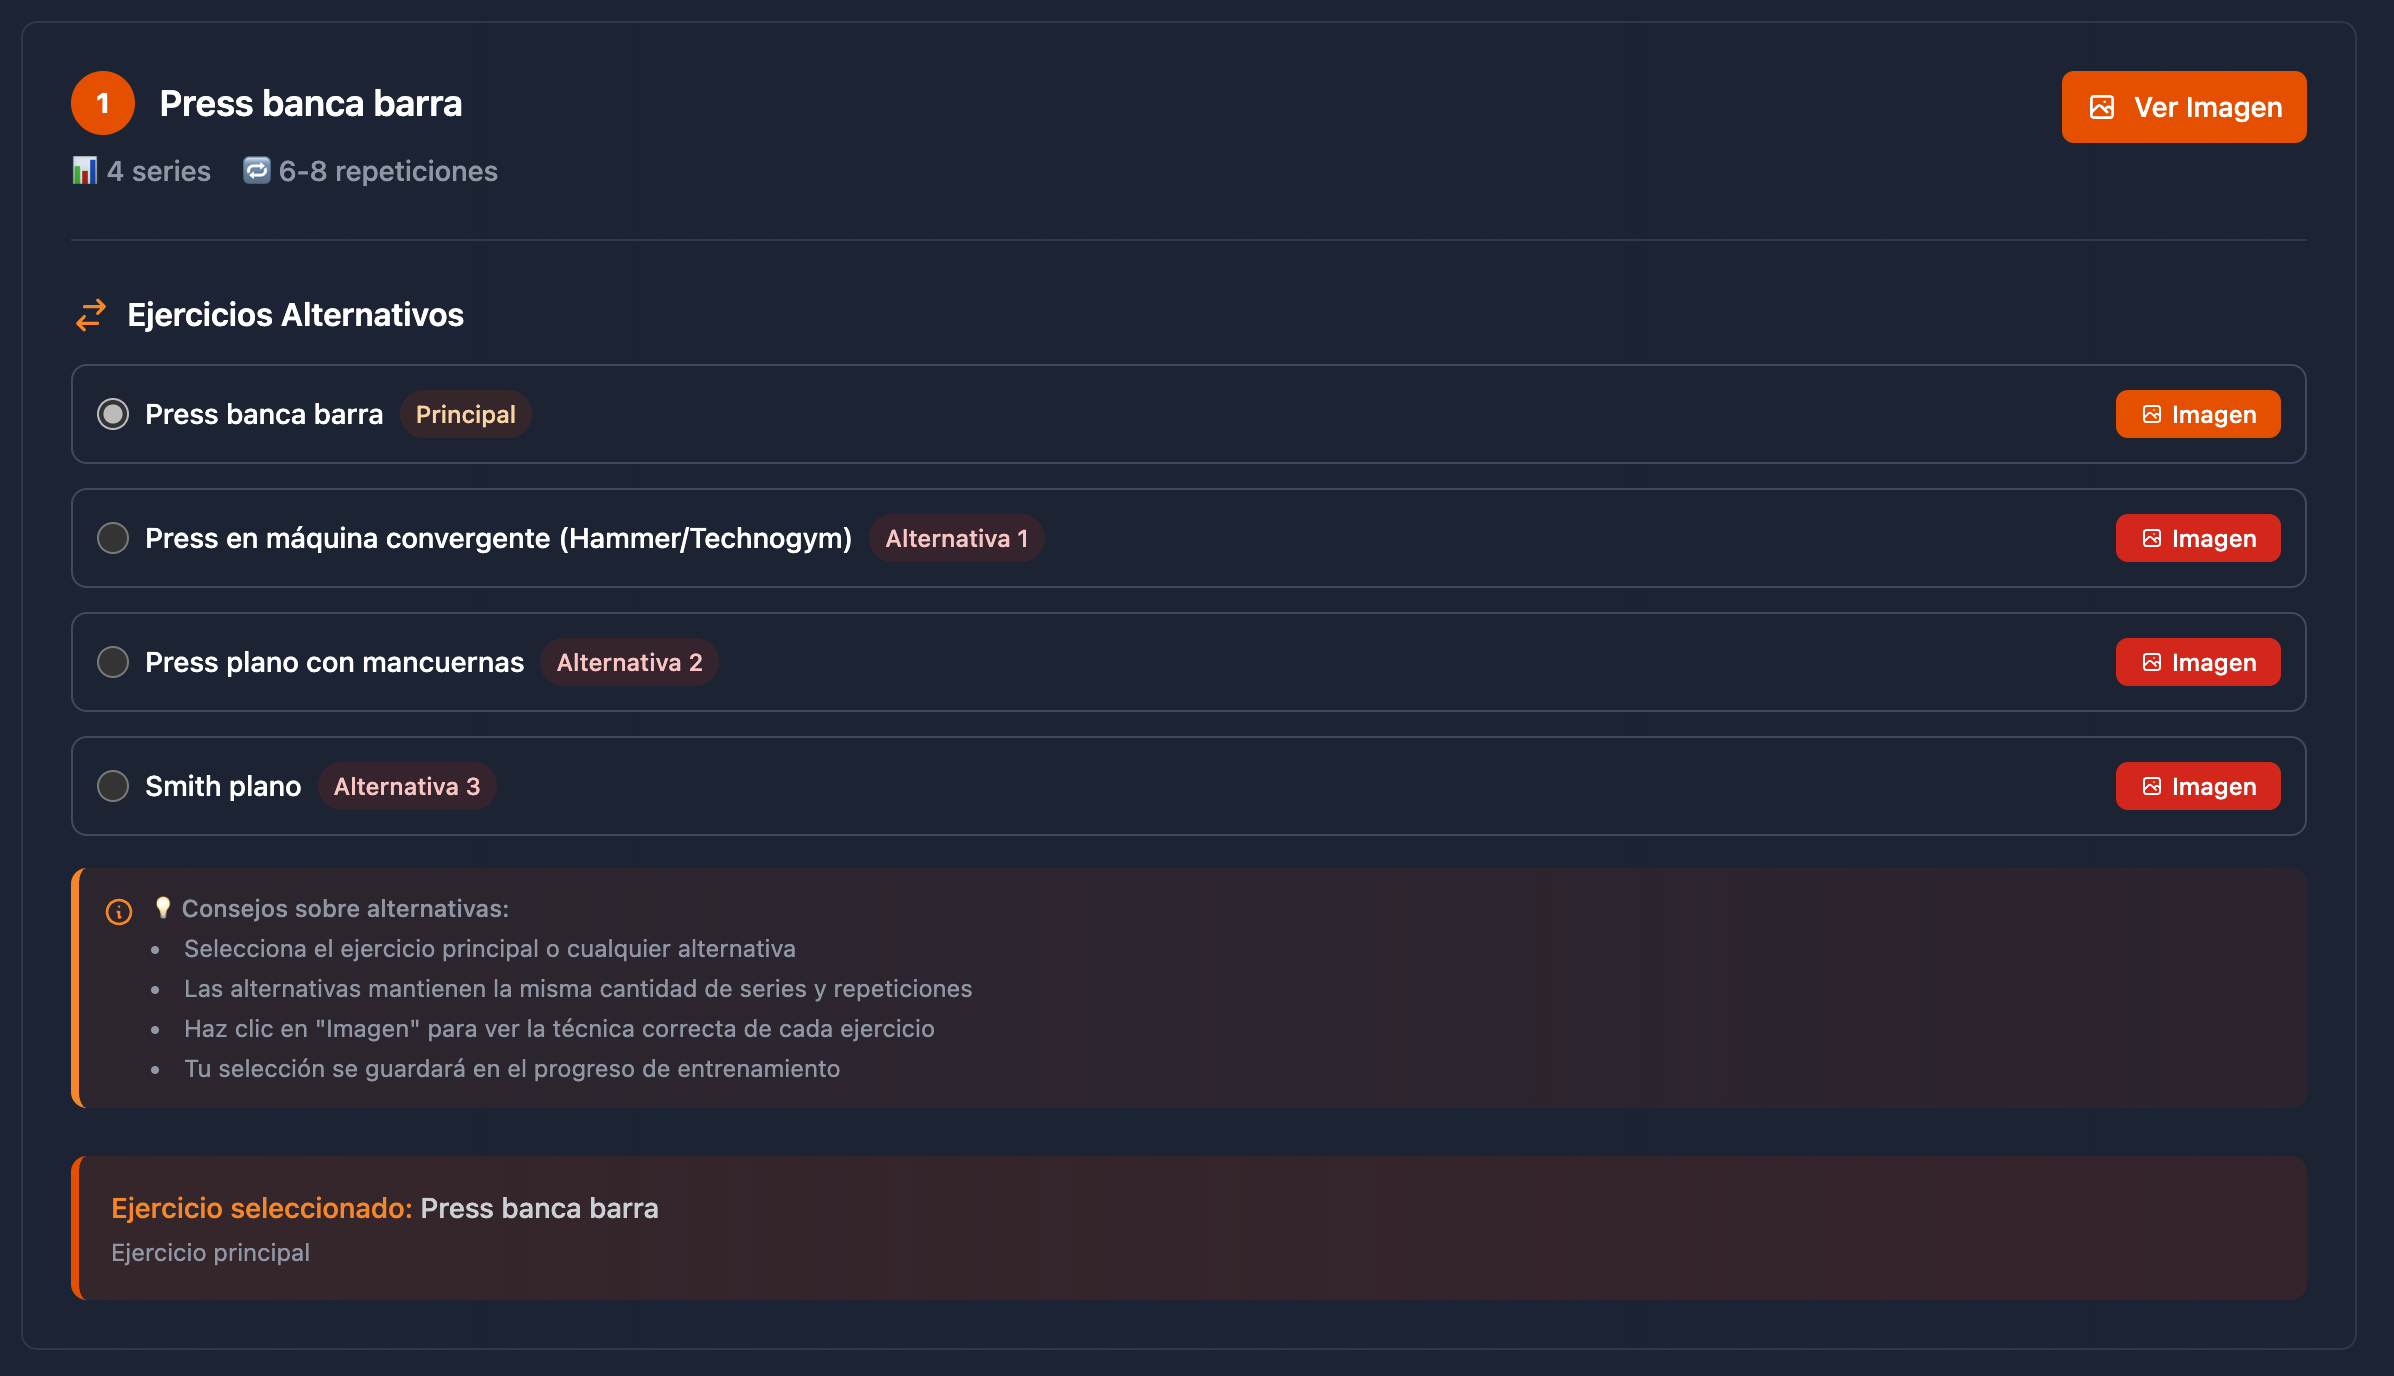 1 Press banca barra
Ver Imagen
4 series 6-8 repeticiones
Ejercicios Alternativos
Press banca barra Principal Imagen
Press en máquina convergente (Hammer/Technogym) Alternativa 1 Imagen
Press plano con mancuernas Alternativa 2 Imagen
Smith plano Alternativa 3 Imagen
Consejos sobre alternativas:
Selecciona el ejercicio principal o cualquier alternativa
Las alternativas mantienen la misma cantidad de series y repeticiones
Haz clic en "Imagen" para ver la técnica correcta de cada ejercicio
Tu selección se guardará en el progreso de entrenamiento
Ejercicio seleccionado: Press banca barra
Ejercicio principal